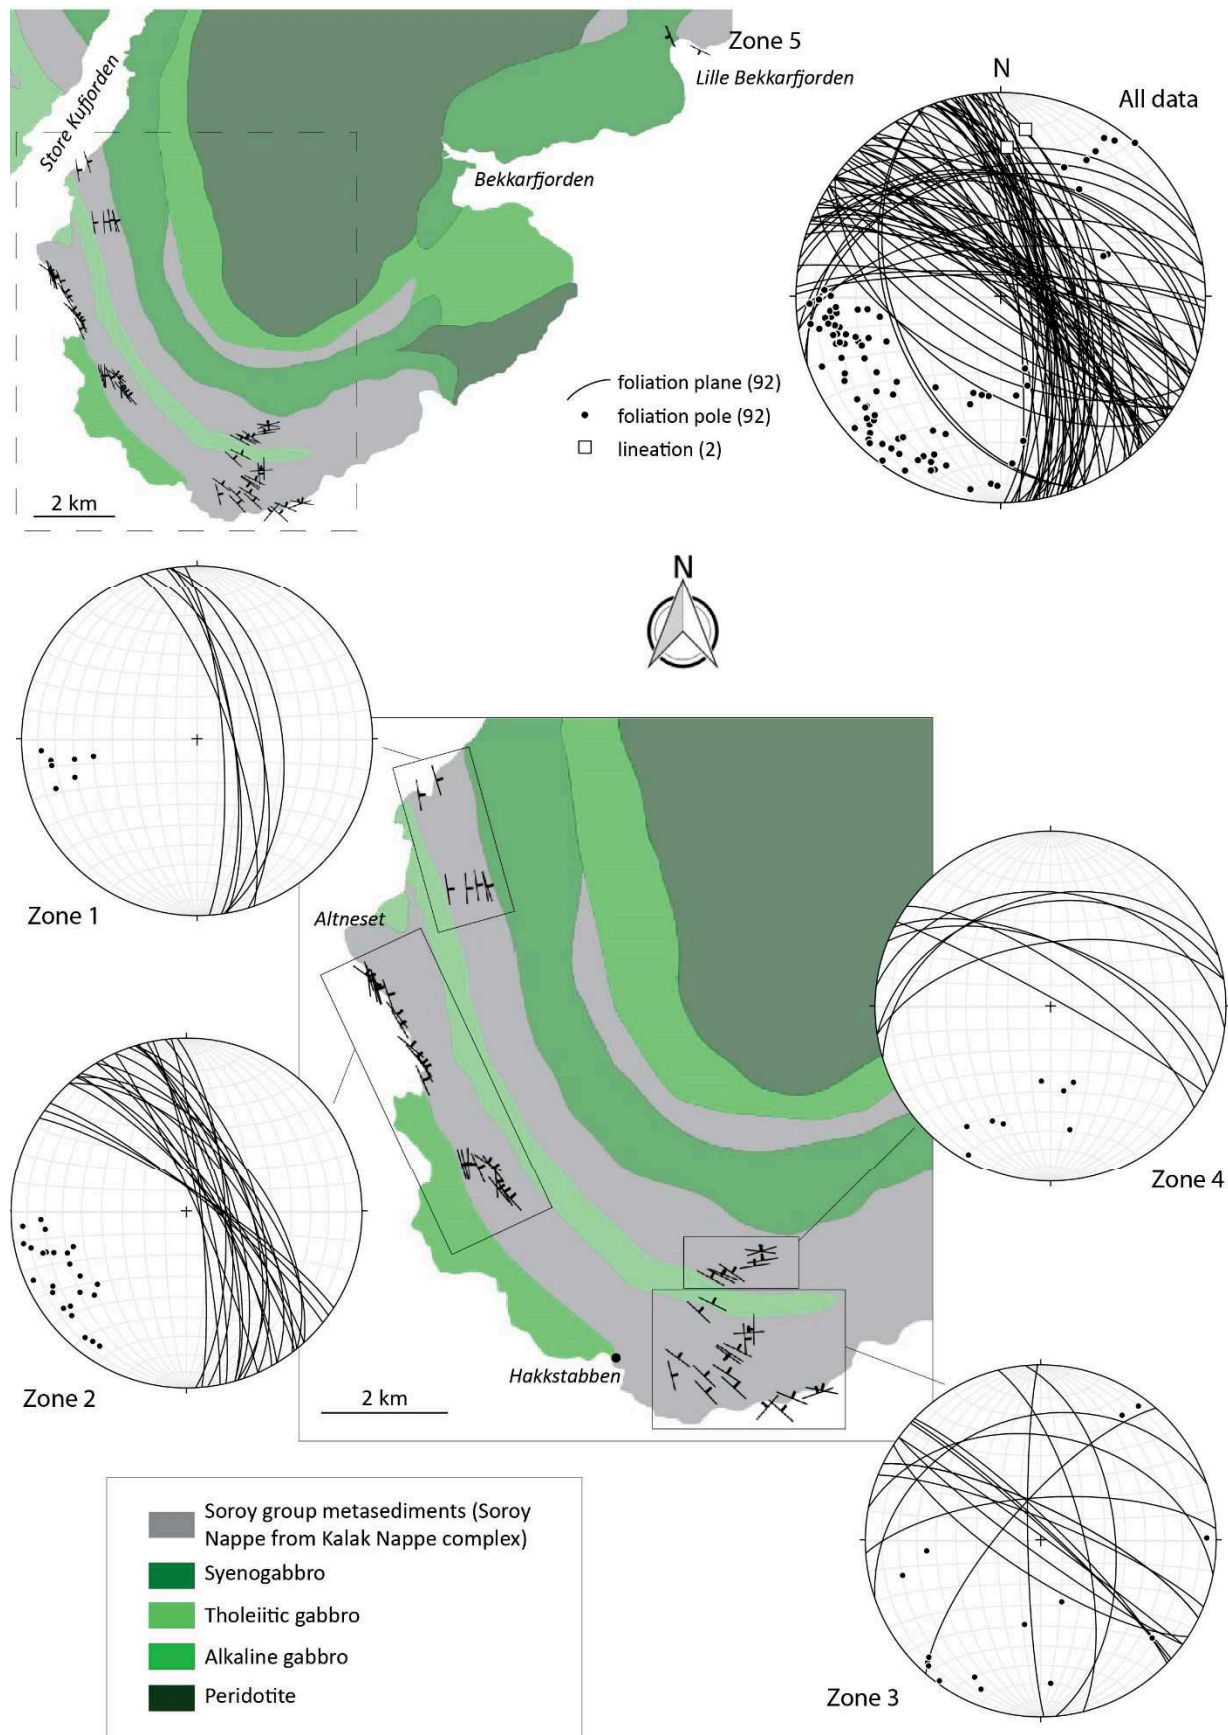 Zone 5
Lille Bekkarfjorden
Store Kufjorden
Bekkarfjorden
N
All data
foliation plane (92)
foliation pole (92)
lineation (2)
2 km
N
Zone 1
Altneset
Zone 4
Zone 2
Hakkstabben
2 km
Zone 3
Soroy group metasediments (Soroy
Nappe from Kalak Nappe complex)
Syenogabbro
Tholeiitic gabbro
Alkaline gabbro
Peridotite